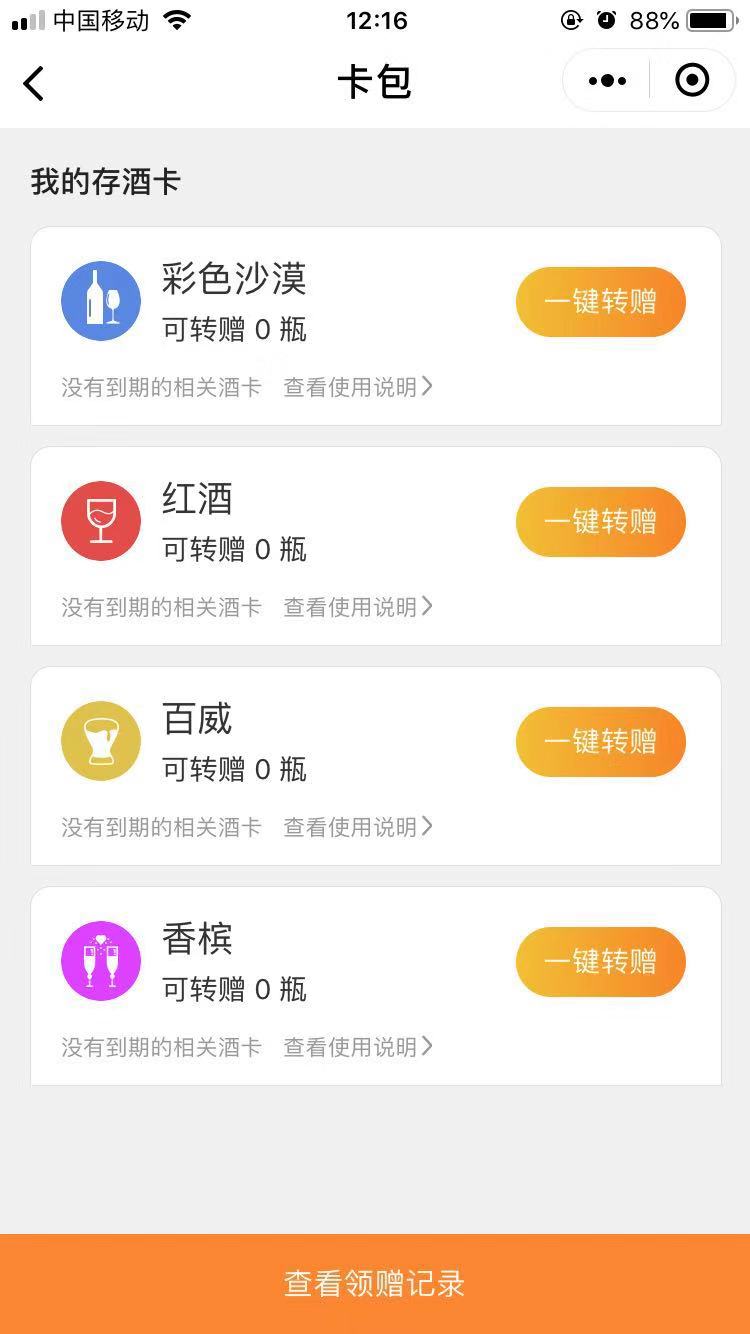 中国移动 12:16 88%
卡包
我的存酒卡
彩色沙漠
可转赠 0 瓶
一键转赠
没有到期的相关酒卡 查看使用说明
红酒
可转赠 0 瓶
一键转赠
没有到期的相关酒卡 查看使用说明
百威
可转赠 0 瓶
一键转赠
没有到期的相关酒卡 查看使用说明
香槟
可转赠 0 瓶
一键转赠
没有到期的相关酒卡 查看使用说明
查看领赠记录